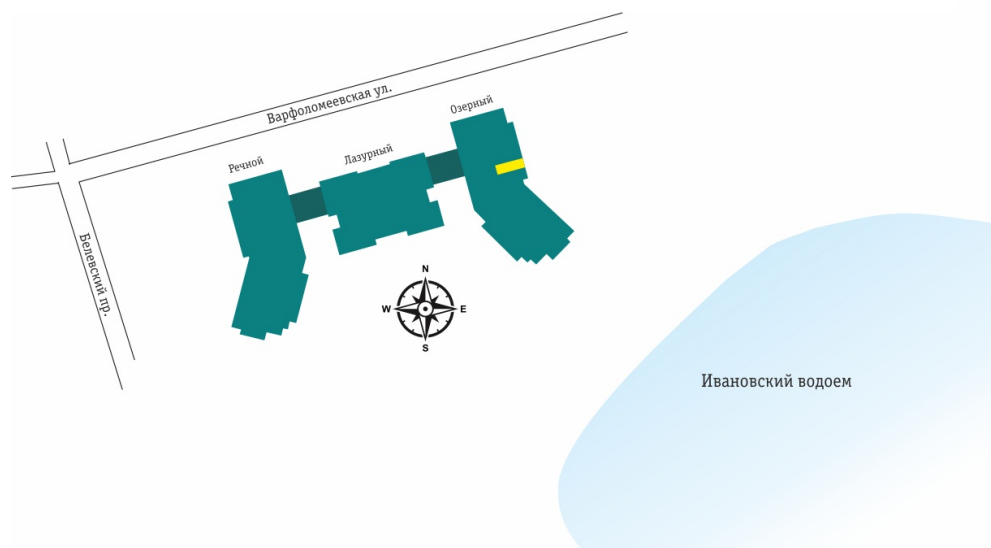 Варфоломеевская ул.
Озерный
Лазурный
Речной
Белевский пр.
N
W
E
S
Ивановский водоем